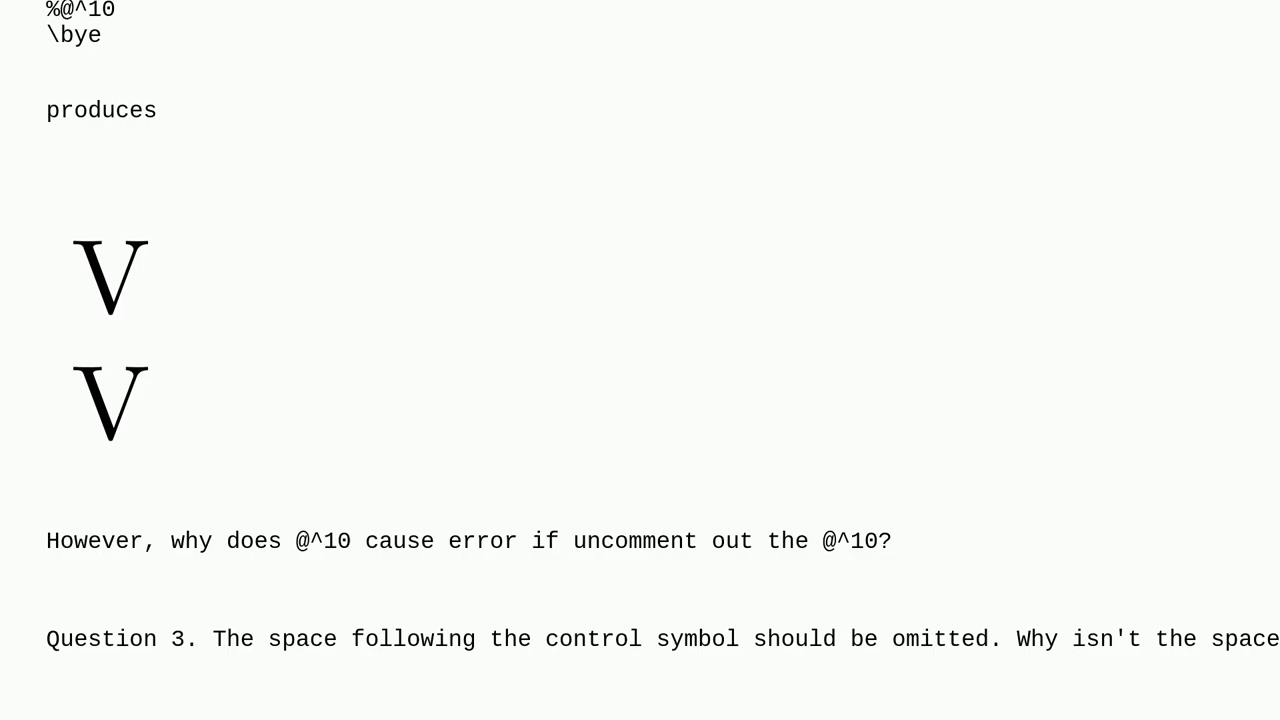 %@^10
\bye
produces
V
V
However, why does @^10 cause error if uncomment out the @^10?
Question 3. The space following the control symbol should be omitted. Why isn't the space